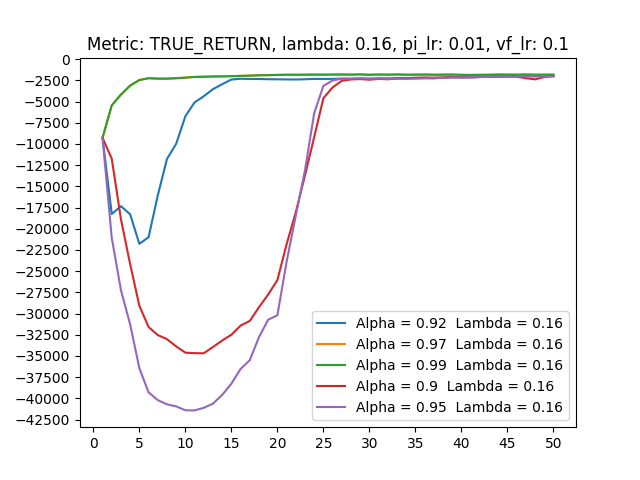 Metric: TRUE_RETURN, lambda: 0.16, pi_lr: 0.01, vf_lr: 0.1
0
−2500
−5000
−7500
−10000
−12500
−15000
−17500
−20000
−22500
−25000
−27500
−30000
−32500
−35000
−37500
−40000
−42500
Alpha = 0.92  Lambda = 0.16
Alpha = 0.97  Lambda = 0.16
Alpha = 0.99  Lambda = 0.16
Alpha = 0.9  Lambda = 0.16
Alpha = 0.95  Lambda = 0.16
0 5 10 15 20 25 30 35 40 45 50